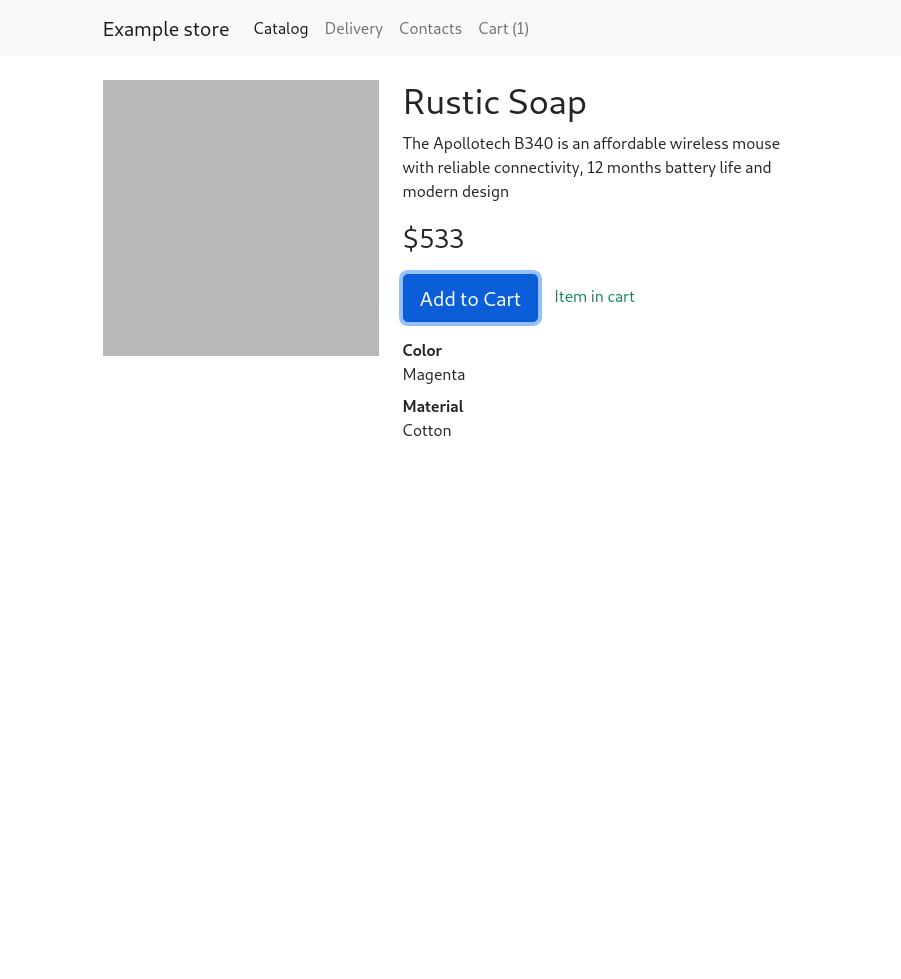 Example store Catalog Delivery Contacts Cart (1)
Rustic Soap
The Apollotech B340 is an affordable wireless mouse
with reliable connectivity, 12 months battery life and
modern design
$533
Add to Cart Item in cart
Color
Magenta
Material
Cotton